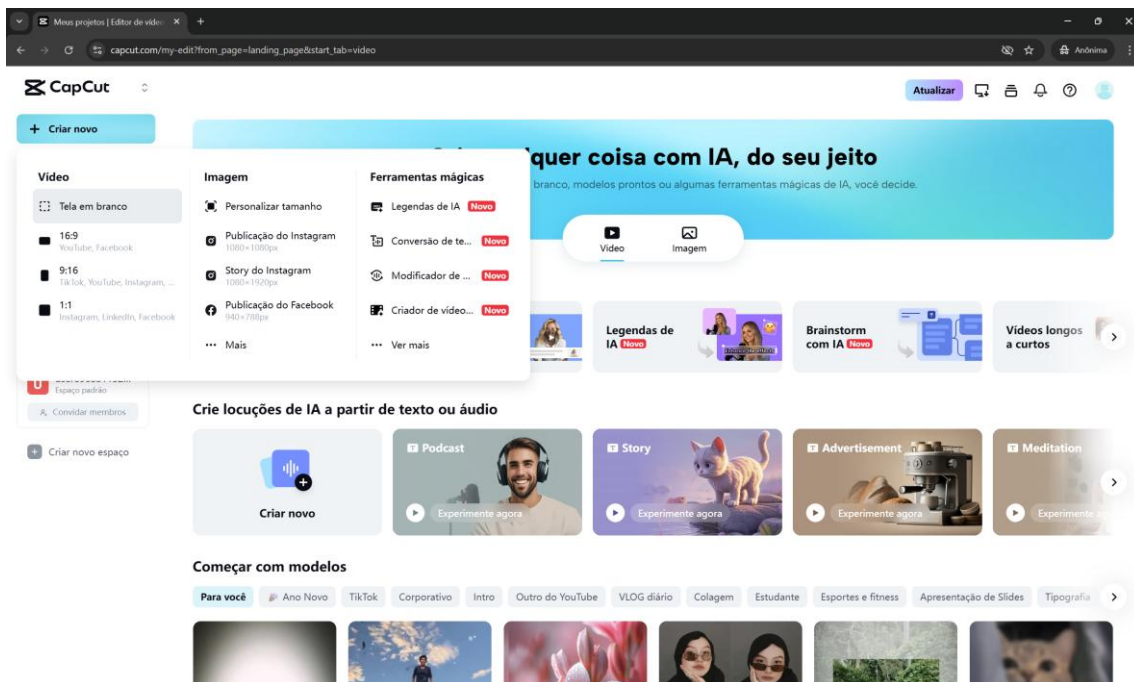 Meus projetos | Editor de vídeo
capcut.com/my-edit?from_page=landing_page&start_tab=video
Anônima
CapCut
Atualizar
Criar novo
quer coisa com IA, do seu jeito
branco, modelos prontos ou algumas ferramentas mágicas de IA, você decide.
Vídeo
Imagem
Vídeo
Tela em branco
16:9
YouTube, Facebook
9:16
TikTok, YouTube, Instagram, ...
1:1
Instagram, LinkedIn, Facebook
Imagem
Personalizar tamanho
Publicação do Instagram
1080×1080px
Story do Instagram
1080×1920px
Publicação do Facebook
940×788px
Mais
Ferramentas mágicas
Legendas de IA Novo
Conversão de te... Novo
Modificador de ... Novo
Criador de vídeo... Novo
Ver mais
Legendas de
IA Novo
Brainstorm
com IA Novo
Vídeos longos
a curtos
U
Espaço padrão
Convidar membros
Criar novo espaço
Crie locuções de IA a partir de texto ou áudio
Criar novo
Podcast
Experimente agora
Story
Experimente agora
Advertisement
Experimente agora
Meditation
Experimente
Começar com modelos
Para você
Ano Novo
TikTok
Corporativo
Intro
Outro do YouTube
VLOG diário
Colagem
Estudante
Esportes e fitness
Apresentação de Slides
Tipografia